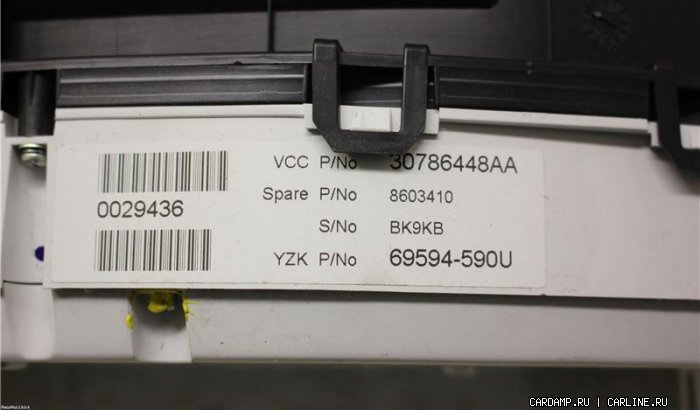 VCC P/No 30786448AA
Spare P/No 8603410
0029436
S/No BK9KB
YZK P/No 69594-590U
CARDAMP.RU | CARLINE.RU